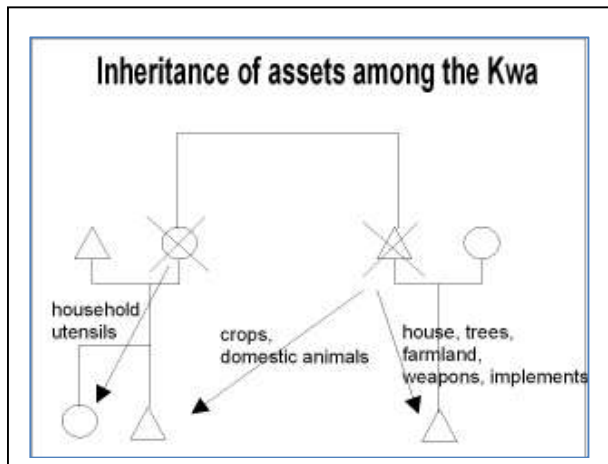 Inheritance of assets among the Kwa
household
utensils
crops,
domestic animals
house, trees,
farmland,
weapons, implements